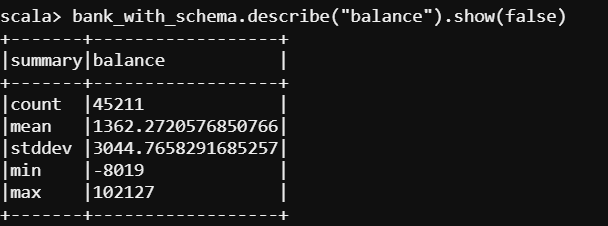 scala> bank_with_schema.describe("balance").show(false)
+-------+------------------+
|summary|balance           |
+-------+------------------+
|count  |45211             |
|mean   |1362.2720576850766|
|stddev |3044.7658291685257|
|min    |-8019             |
|max    |102127            |
+-------+------------------+